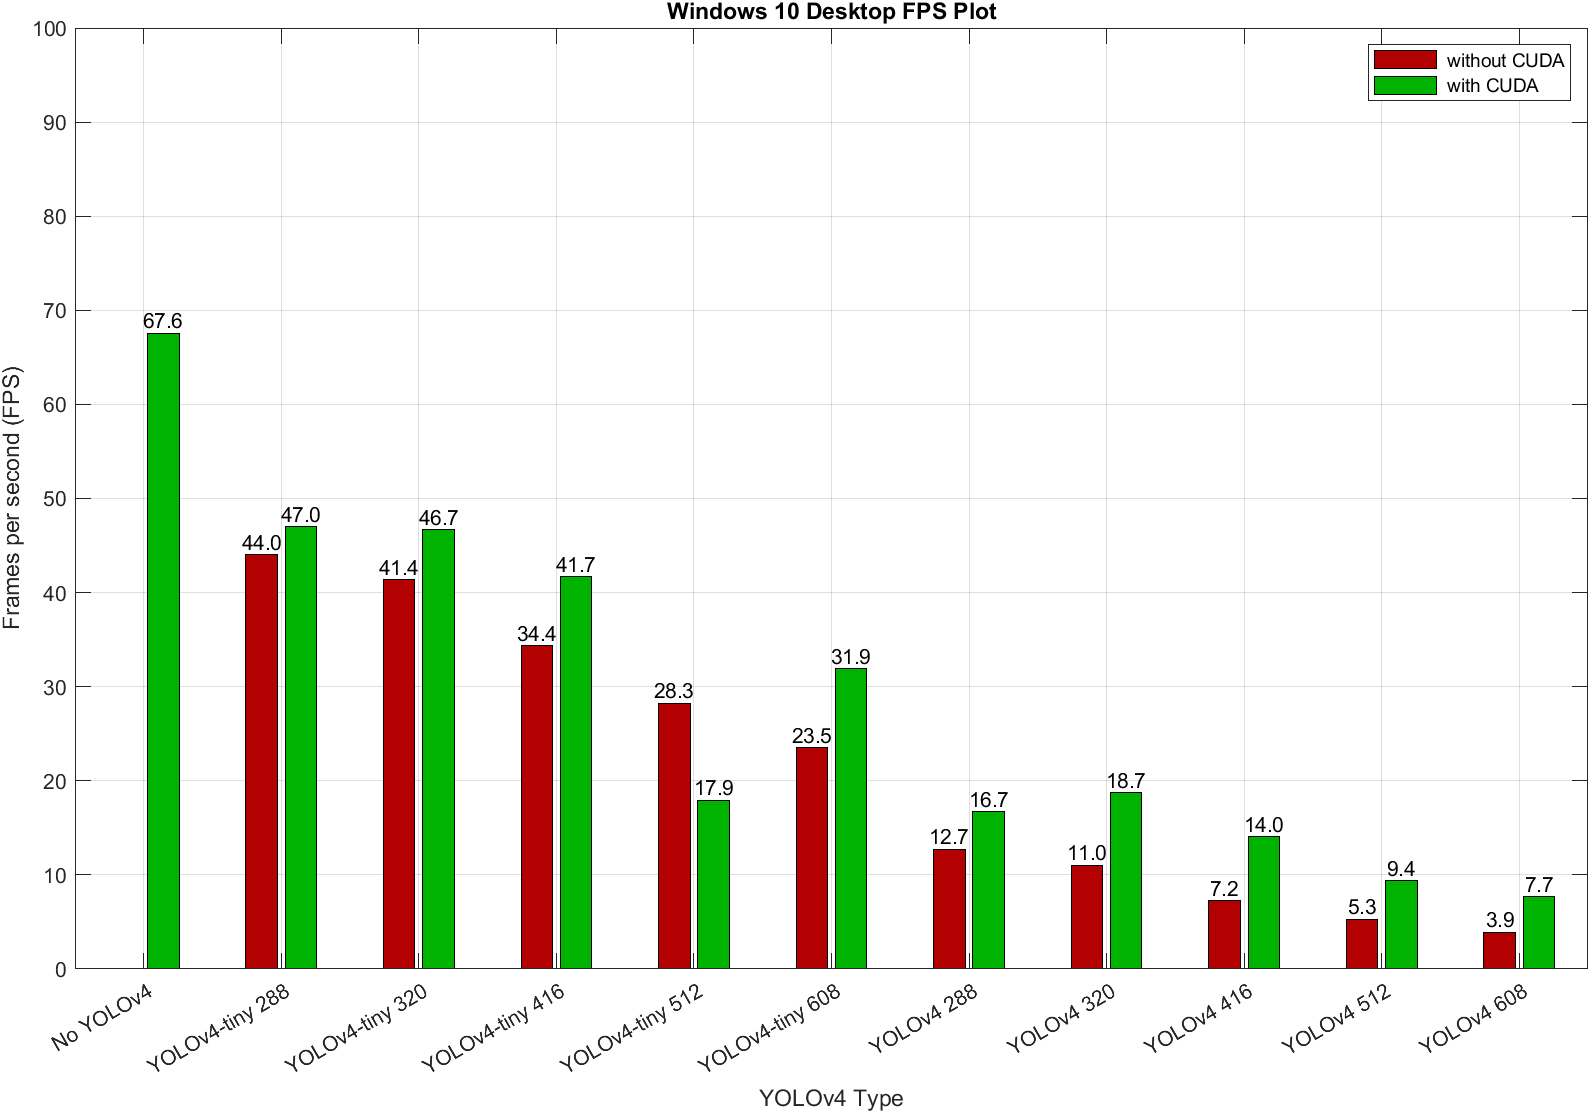 Windows 10 Desktop FPS Plot
without CUDA
with CUDA
Frames per second (FPS)
100
90
80
70
60
50
40
30
20
10
0
67.6
44.0
47.0
41.4
46.7
34.4
41.7
28.3
17.9
23.5
31.9
12.7
16.7
11.0
18.7
7.2
14.0
5.3
9.4
3.9
7.7
No YOLOv4
YOLOv4-tiny 288
YOLOv4-tiny 320
YOLOv4-tiny 416
YOLOv4-tiny 512
YOLOv4-tiny 608
YOLOv4 288
YOLOv4 320
YOLOv4 416
YOLOv4 512
YOLOv4 608
YOLOv4 Type